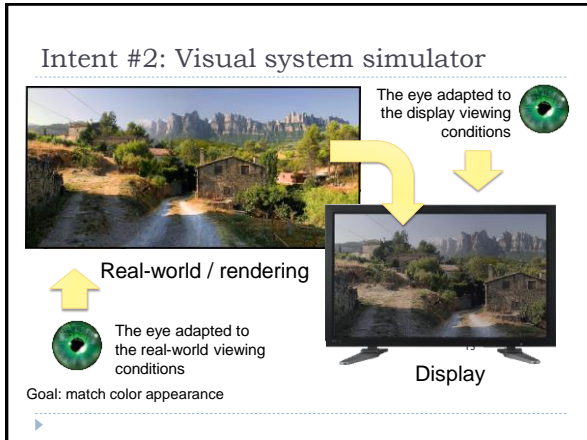 Intent #2: Visual system simulator
The eye adapted to
the display viewing
conditions
Real-world / rendering
The eye adapted to
the real-world viewing
conditions
Display
Goal: match color appearance